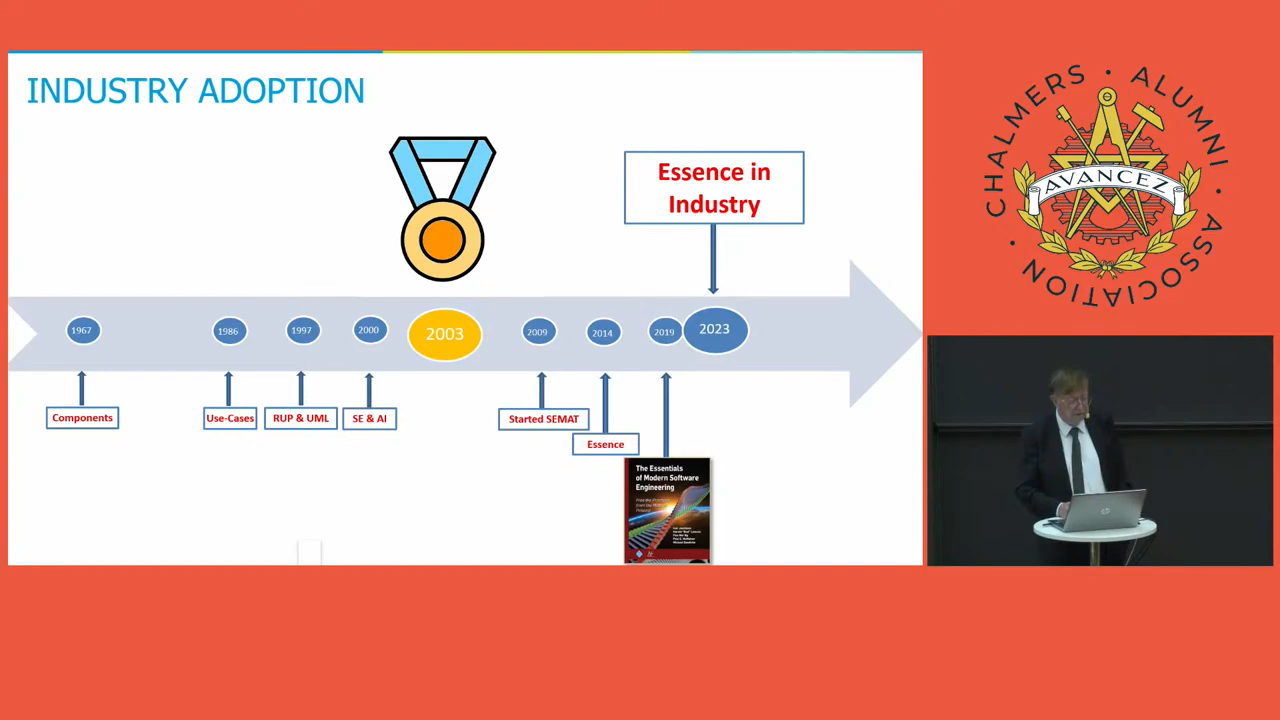 INDUSTRY ADOPTION
Essence in
Industry
1967
1986
1997
2000
2003
2009
2014
2019
2023
Components
Use-Cases
RUP & UML
SE & AI
Started SEMAT
Essence
The Essentials
of Modern Software
Engineering
CHALMERS • ALUMNI • ASSOCIATION •
AVANCEZ
hp